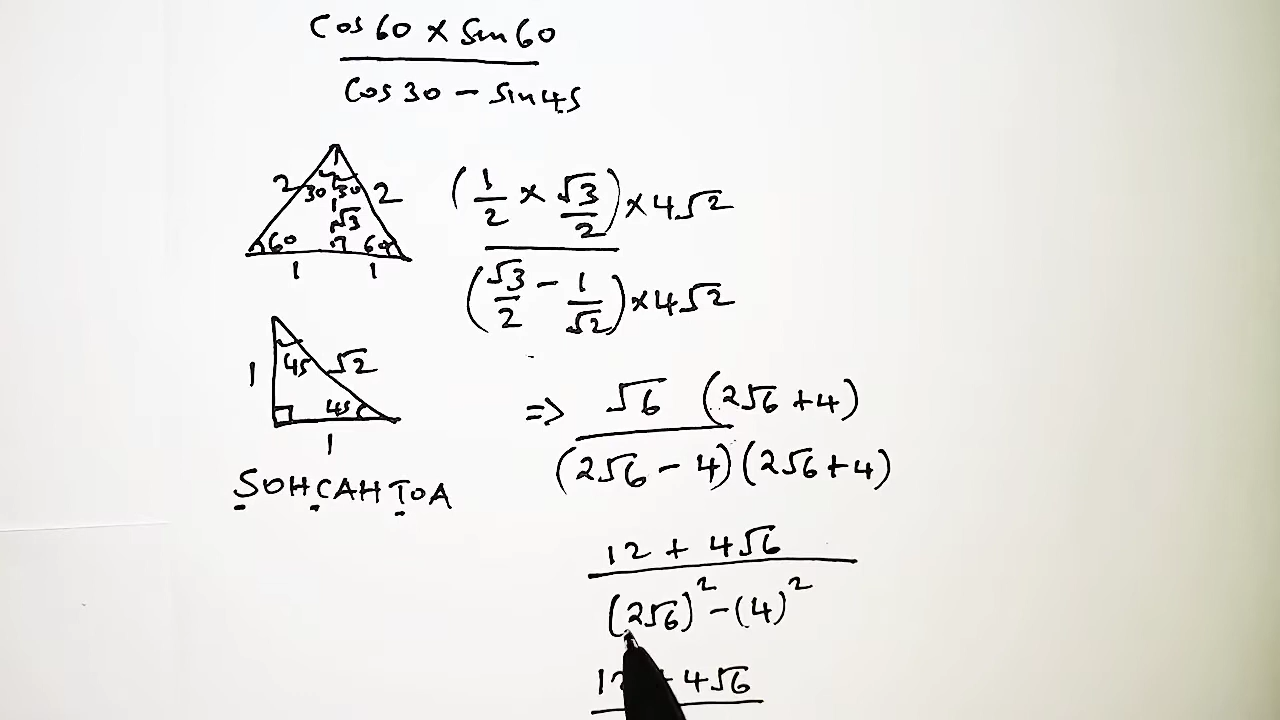 Cos 60 × Sin 60
Cos 30 − Sin 45
2 30 30 2
√3
60 60
1 1
(1/2 × √3/2) × 4√2
(√3/2 − 1/√2) × 4√2
1 45 √2
45
1
=> √6 (2√6 + 4)
(2√6 − 4)(2√6 + 4)
SOHCAHTOA
12 + 4√6
(2√6)² − (4)²
4√6